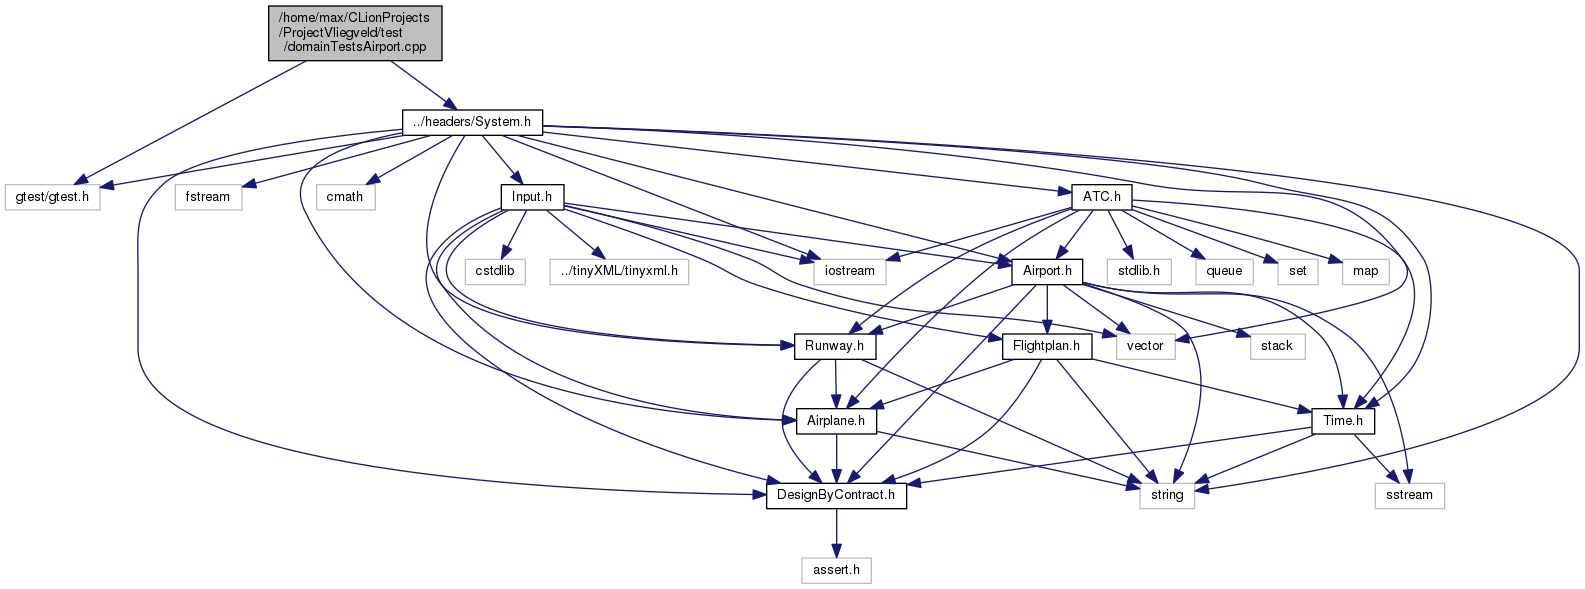 /home/max/CLionProjects
/ProjectVliegveld/test
/domainTestsAirport.cpp
../headers/System.h
gtest/gtest.h
fstream
cmath
Input.h
ATC.h
cstdlib
../tinyXML/tinyxml.h
iostream
Airport.h
stdlib.h
queue
set
map
Runway.h
Flightplan.h
vector
stack
Airplane.h
Time.h
DesignByContract.h
string
sstream
assert.h